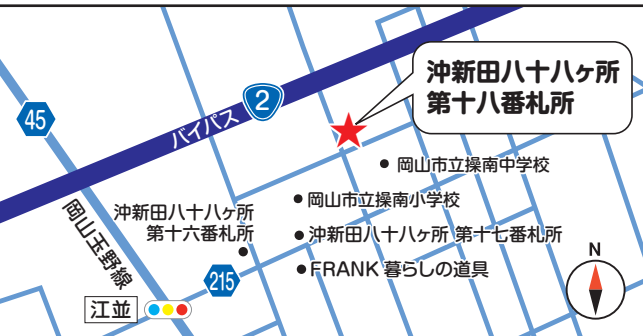 沖新田八十八ヶ所
第十八番札所
2
バイパス
45
岡山市立操南中学校
岡山市立操南小学校
沖新田八十八ヶ所
第十六番札所
沖新田八十八ヶ所 第十七番札所
岡山玉野線
215
FRANK 暮らしの道具
江並
N